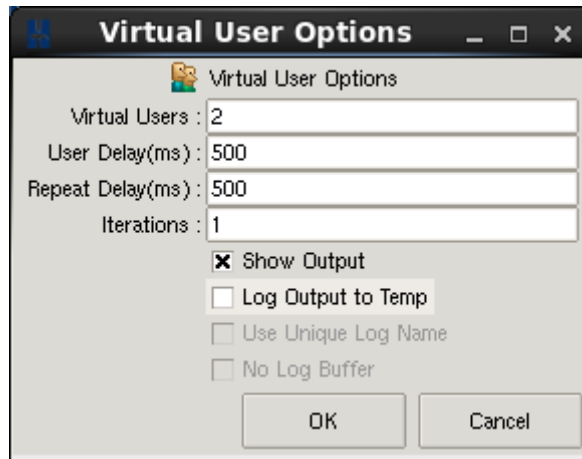 Virtual User Options
Virtual User Options
Virtual Users : 2
User Delay(ms) : 500
Repeat Delay(ms) : 500
Iterations : 1
Show Output
Log Output to Temp
Use Unique Log Name
No Log Buffer
OK Cancel